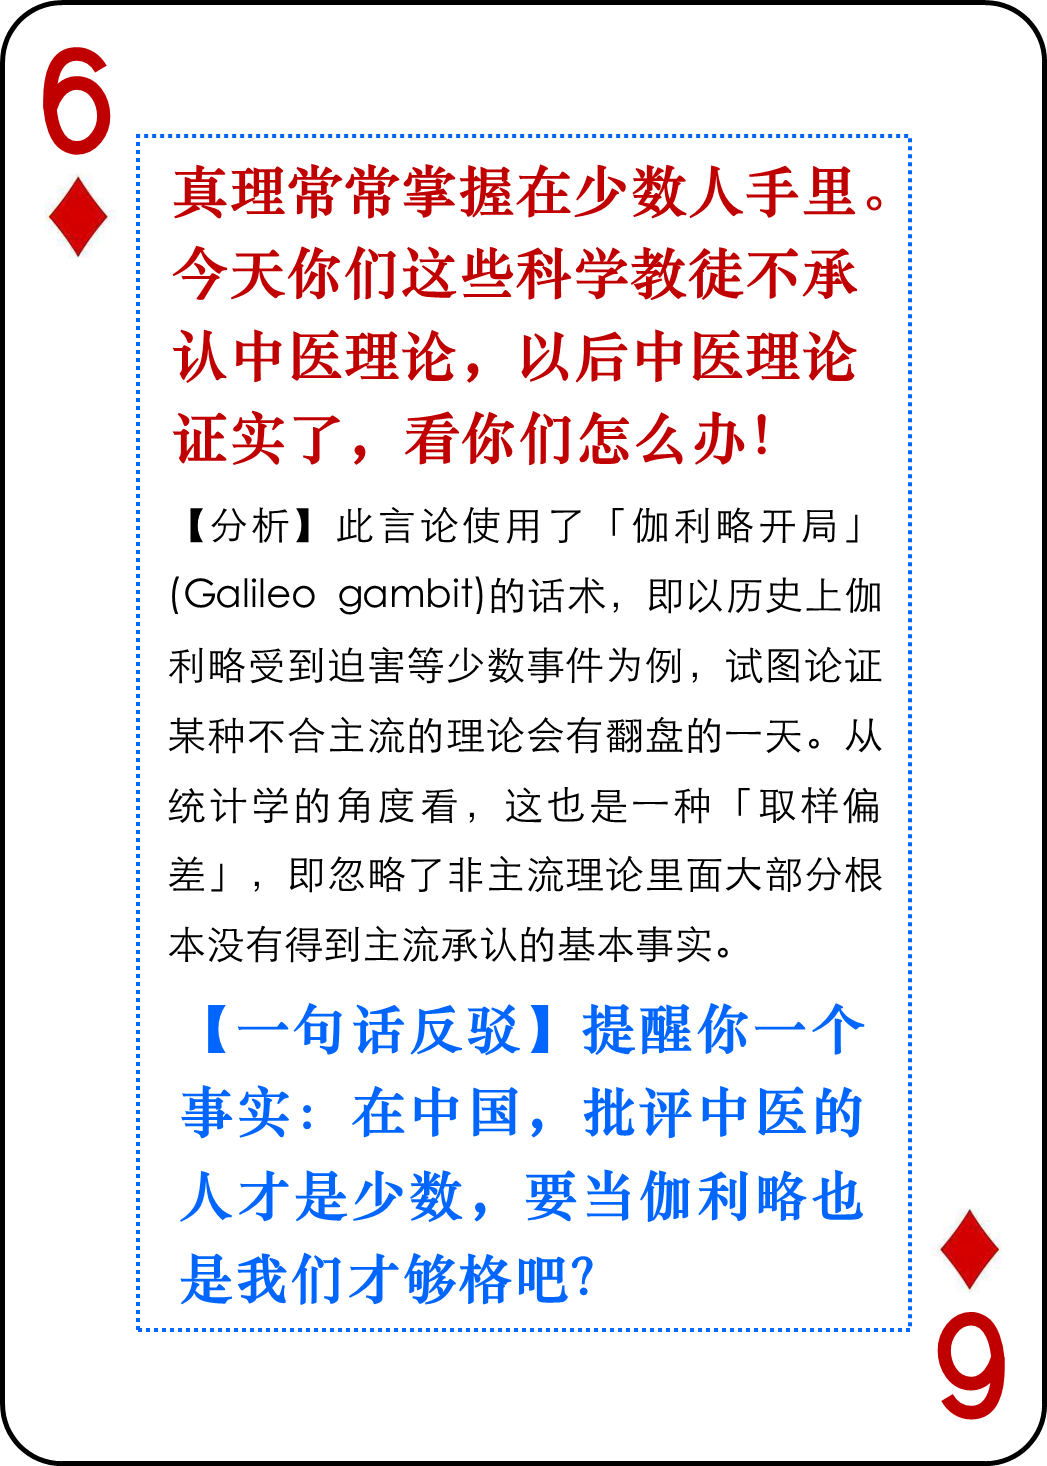 6
真理常常掌握在少数人手里。
今天你们这些科学教徒不承
认中医理论，以后中医理论
证实了，看你们怎么办！
【分析】此言论使用了「伽利略开局」
(Galileo gambit)的话术，即以历史上伽
利略受到迫害等少数事件为例，试图论证
某种不合主流的理论会有翻盘的一天。从
统计学的角度看，这也是一种「取样偏
差」，即忽略了非主流理论里面大部分根
本没有得到主流承认的基本事实。
【一句话反驳】提醒你一个
事实：在中国，批评中医的
人才是少数，要当伽利略也
是我们才够格吧？
6